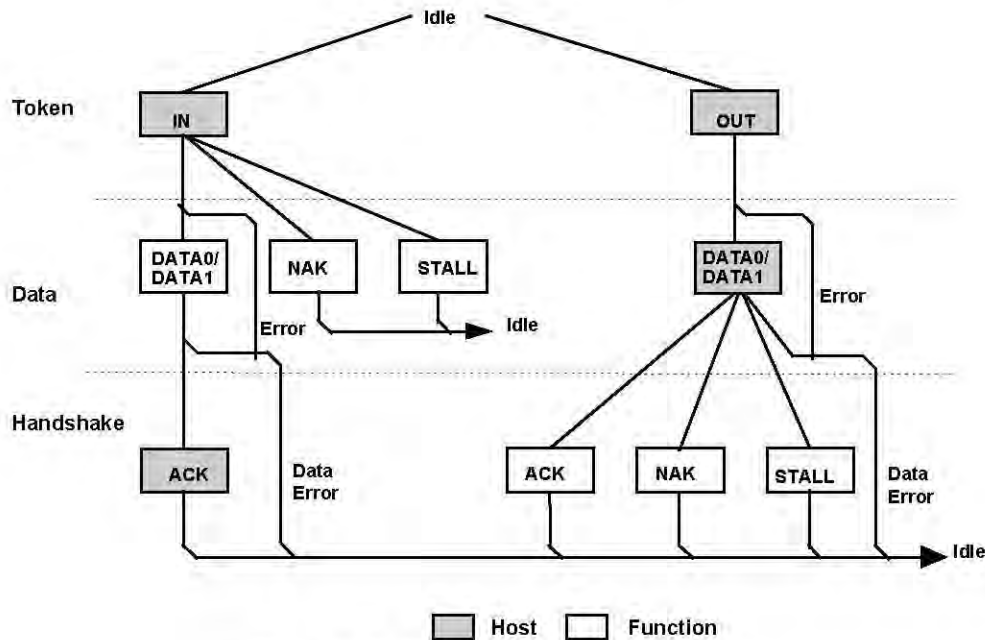 Idle
Token
IN
OUT
DATA0/
DATA1
NAK
STALL
DATA0/
DATA1
Data
Error
Idle
Error
Handshake
ACK
Data
Error
ACK
NAK
STALL
Data
Error
Idle
Host
Function